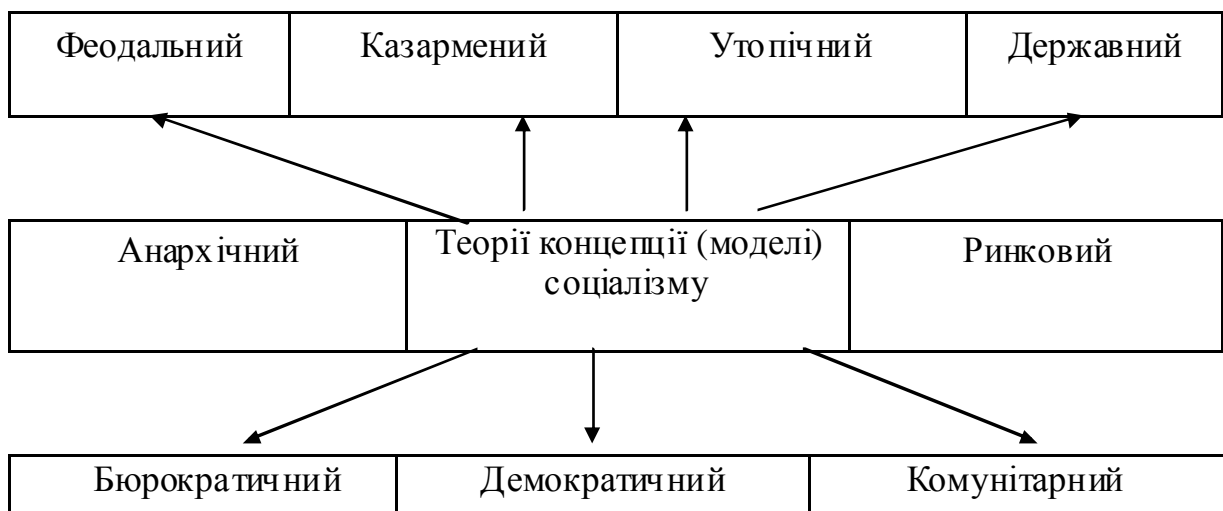 Феодальний Казармений Утопічний Державний
Анархічний Теорії концепції (моделі) Ринковий
соціалізму
Бюрократичний Демократичний Комунітарний